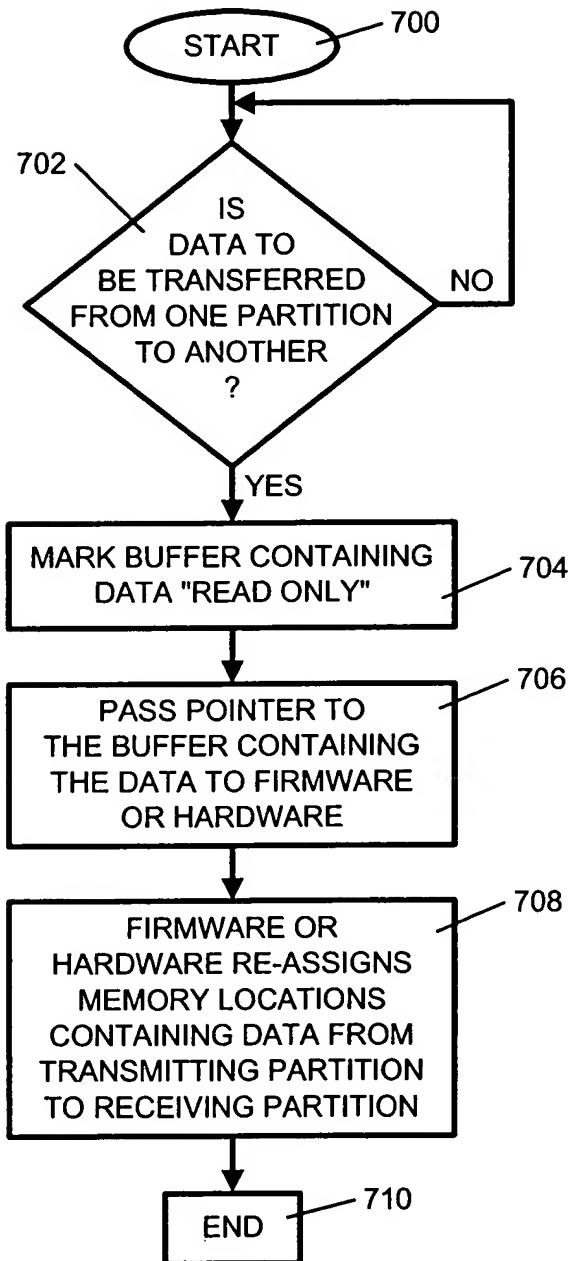 START
700
702
IS
DATA TO
BE TRANSFERRED
FROM ONE PARTITION
TO ANOTHER
?
NO
YES
MARK BUFFER CONTAINING
DATA "READ ONLY"
704
706
PASS POINTER TO
THE BUFFER CONTAINING
THE DATA TO FIRMWARE
OR HARDWARE
708
FIRMWARE OR
HARDWARE RE-ASSIGNS
MEMORY LOCATIONS
CONTAINING DATA FROM
TRANSMITTING PARTITION
TO RECEIVING PARTITION
END
710